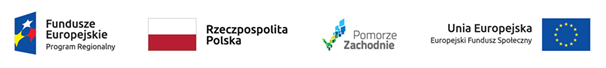 Fundusze
Europejskie
Program Regionalny
Rzeczpospolita
Polska
Pomorze
Zachodnie
Unia Europejska
Europejski Fundusz Społeczny